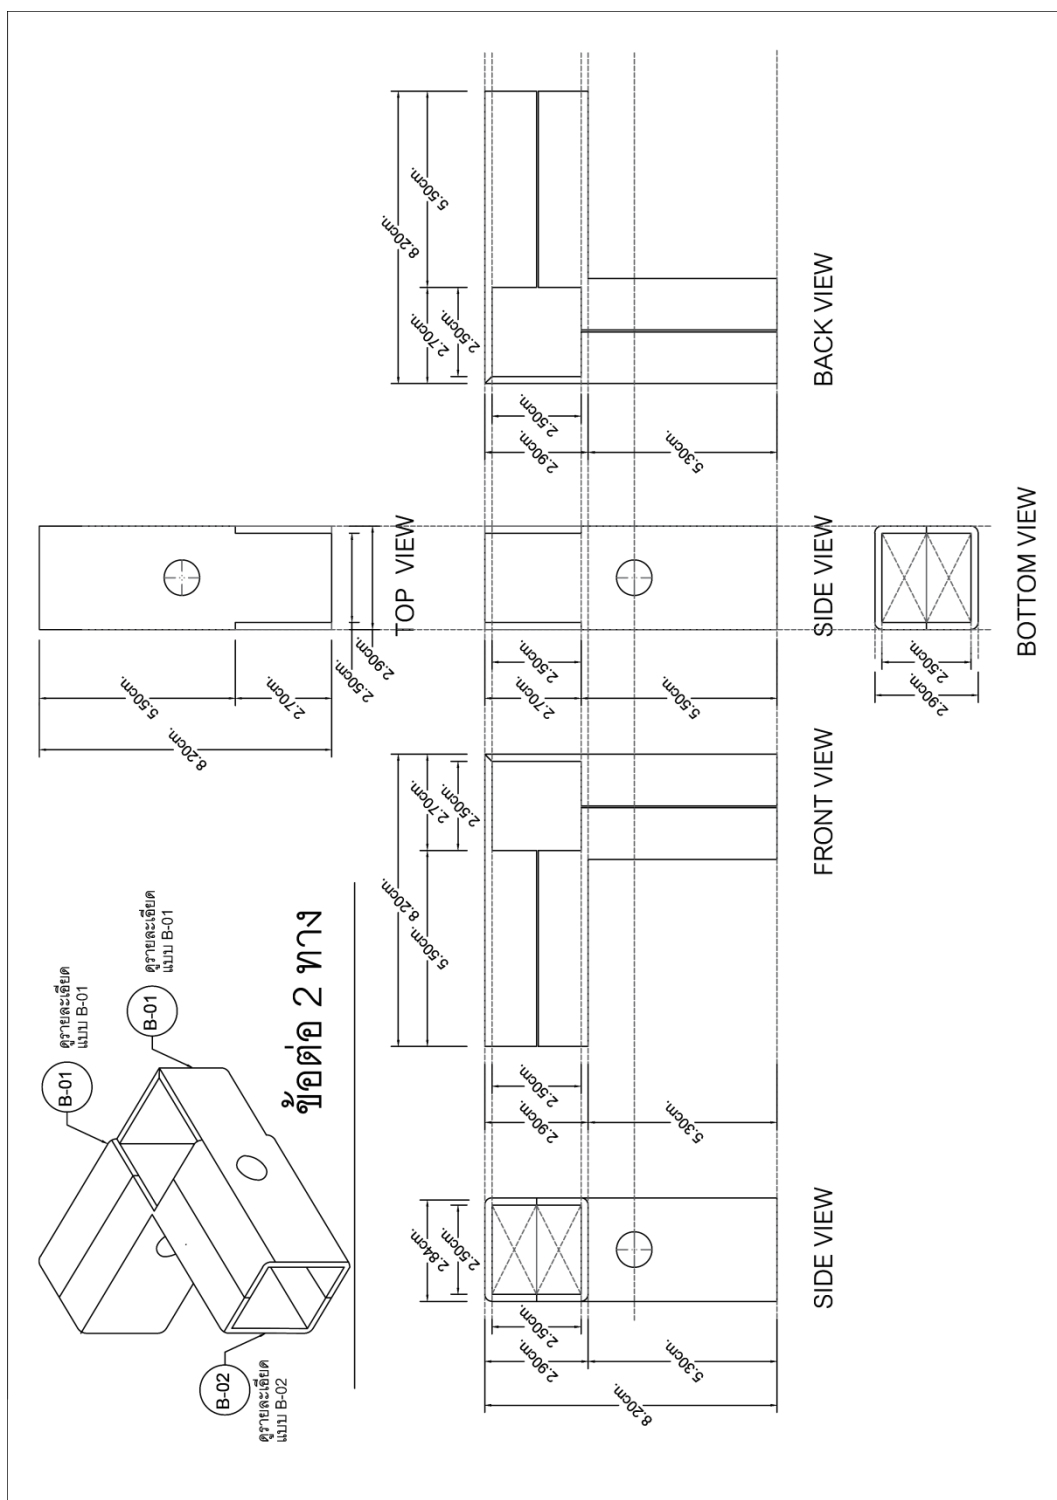 B-01
ดูรายละเอียด
แบบ B-01
B-01
ดูรายละเอียด
แบบ B-01
B-02
ดูรายละเอียด
แบบ B-02
ข้อต่อ 2 ทาง
8.20cm.
5.50cm.
2.70cm.
2.50cm.
2.90cm.
TOP VIEW
8.20cm.
5.30cm.
2.90cm.
2.50cm.
2.84cm.
2.50cm.
SIDE VIEW
5.30cm.
2.90cm.
2.50cm.
8.20cm.
5.50cm.
2.70cm.
2.50cm.
FRONT VIEW
2.50cm.
2.70cm.
5.50cm.
SIDE VIEW
2.50cm.
2.90cm.
5.30cm.
8.20cm.
5.50cm.
2.70cm.
2.50cm.
BACK VIEW
2.50cm.
2.90cm.
BOTTOM VIEW